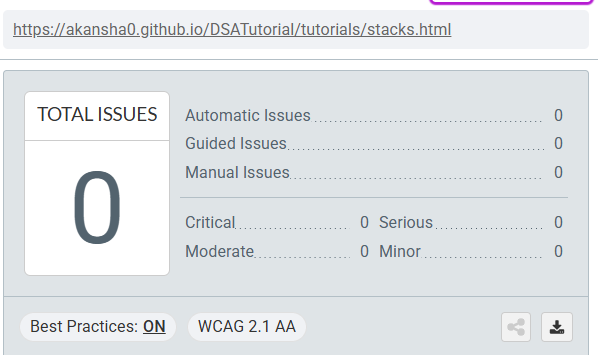 https://akansha0.github.io/DSATutorial/tutorials/stacks.html
TOTAL ISSUES
0
Automatic Issues 0
Guided Issues 0
Manual Issues 0
Critical 0 Serious 0
Moderate 0 Minor 0
Best Practices: ON WCAG 2.1 AA